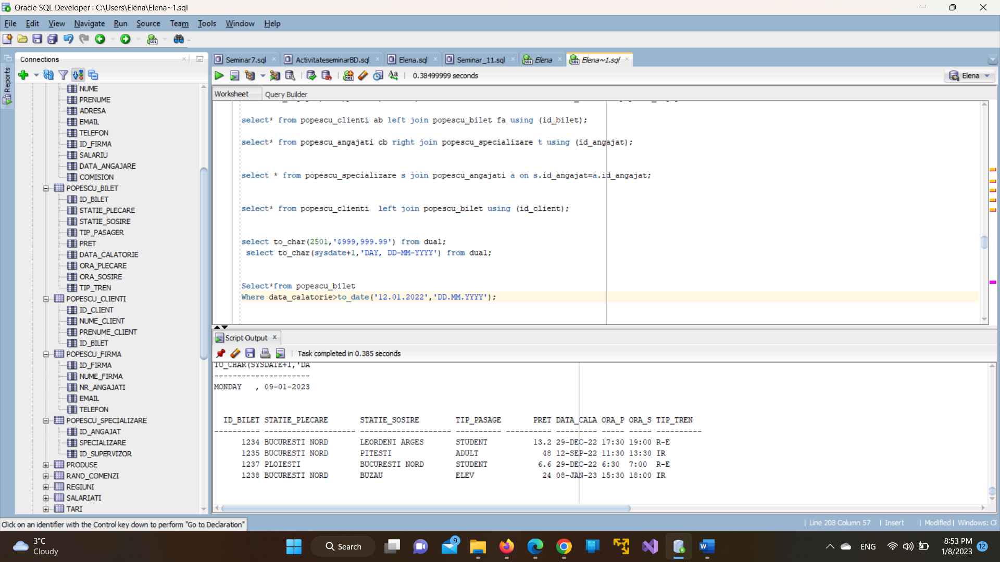 Oracle SQL Developer : C:\Users\Elena\Elena~1.sql
File Edit View Navigate Run Source Team Tools Window Help
Reports
Connections
NUME
PRENUME
ADRESA
EMAIL
TELEFON
ID_FIRMA
SALARIU
DATA_ANGAJARE
COMISION
POPESCU_BILET
ID_BILET
STATIE_PLECARE
STATIE_SOSIRE
TIP_PASAGER
PRET
DATA_CALATORIE
ORA_PLECARE
ORA_SOSIRE
TIP_TREN
POPESCU_CLIENTI
ID_CLIENT
NUME_CLIENT
PRENUME_CLIENT
ID_BILET
POPESCU_FIRMA
ID_FIRMA
NUME_FIRMA
NR_ANGAJATI
EMAIL
TELEFON
POPESCU_SPECIALIZARE
ID_ANGAJAT
SPECIALIZARE
ID_SUPERVIZOR
PRODUSE
RAND_COMENZI
REGIUNI
SALARIATI
TARI
Seminar7.sql ActivitateseminarBD.sql Elena.sql Seminar_11.sql Elena Elena~1.sql
0.38499999 seconds
Elena
Worksheet Query Builder
select* from popescu_clienti ab left join popescu_bilet fa using (id_bilet);
select* from popescu_angajati cb right join popescu_specializare t using (id_angajat);
select * from popescu_specializare s join popescu_angajati a on s.id_angajat=a.id_angajat;
select* from popescu_clienti  left join popescu_bilet using (id_client);
select to_char(2501,'$999,999.99') from dual;
select to_char(sysdate+1,'DAY, DD-MM-YYYY') from dual;
Select*from popescu_bilet
Where data_calatorie>to_date('12.01.2022','DD.MM.YYYY');
Script Output
Task completed in 0.385 seconds
TO_CHAR(SYSDATE+1,'DA
---------------------
MONDAY   , 09-01-2023
ID_BILET STATIE_PLECARE       STATIE_SOSIRE        TIP_PASAGE       PRET DATA_CALA ORA_P ORA_S TIP_TREN
---------- -------------------- -------------------- ---------- ---------- --------- ----- ----- ----------
1234 BUCURESTI NORD       LEORDENI ARGES       STUDENT          13.2 29-DEC-22 17:30 19:00 R-E
1235 BUCURESTI NORD       PITESTI              ADULT              48 12-SEP-22 11:30 13:30 IR
1237 PLOIESTI             BUCURESTI NORD       STUDENT           6.6 29-DEC-22 6:30  7:00  R-E
1238 BUCURESTI NORD       BUZAU                ELEV               24 08-JAN-23 15:30 18:00 IR
Click on an identifier with the Control key down to perform "Go to Declaration"
Line 208 Column 57 | Insert | Modified | Windows: CF
3°C
Cloudy
Search
9
ENG
8:53 PM
1/8/2023
12